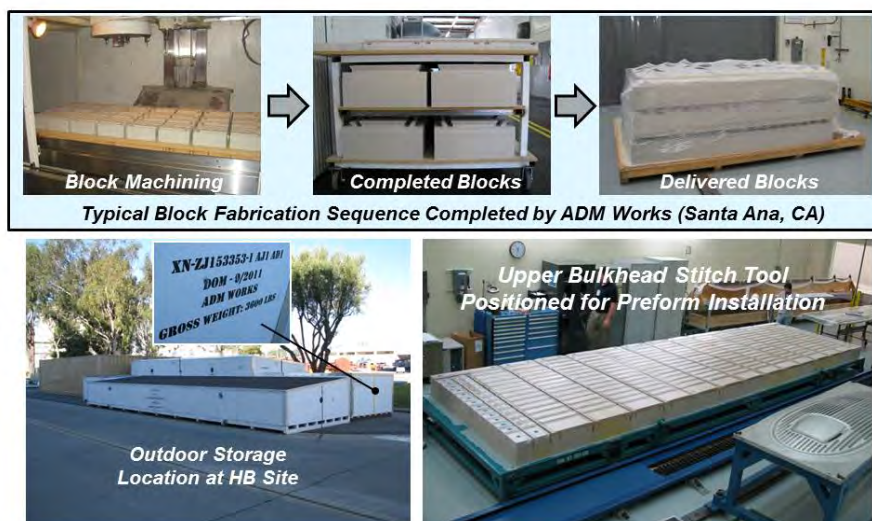 Block Machining
Completed Blocks
Delivered Blocks
Typical Block Fabrication Sequence Completed by ADM Works (Santa Ana, CA)
XN-ZJ153353-1 AJ1 AD1
DOM - 9/2011
ADM WORKS
GROSS WEIGHT: 3600 LBS
Outdoor Storage
Location at HB Site
Upper Bulkhead Stitch Tool
Positioned for Preform Installation